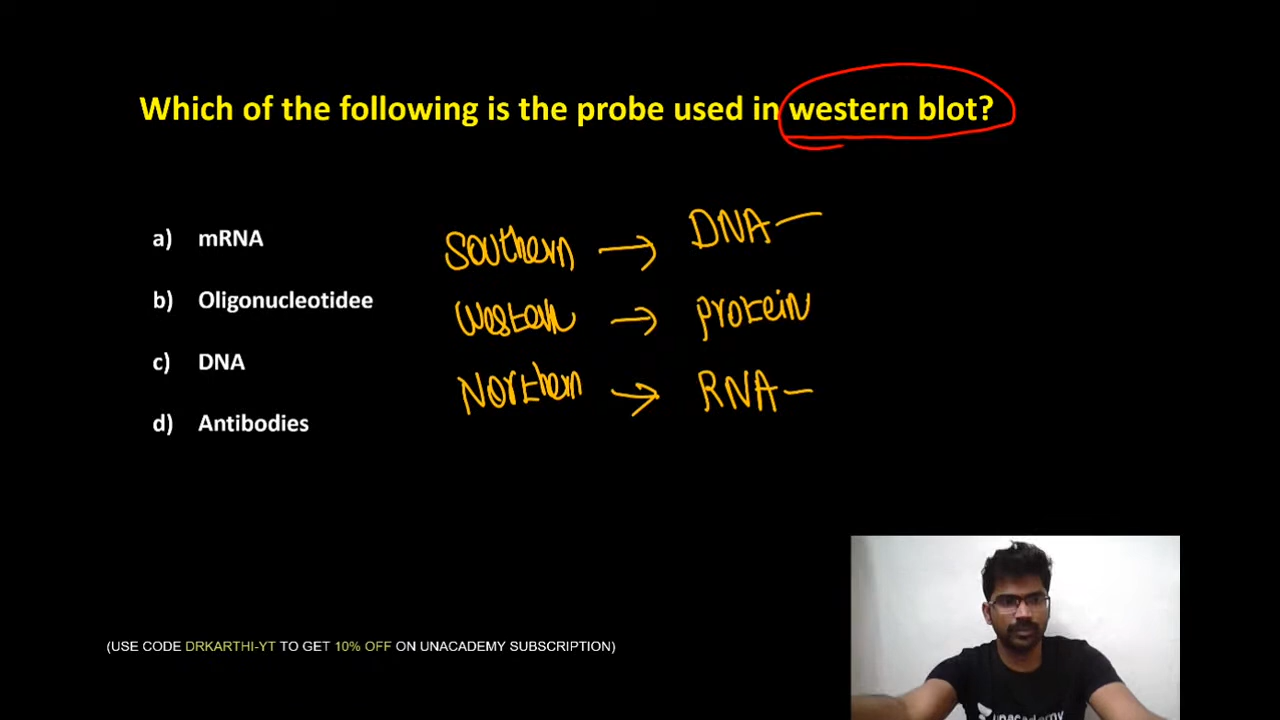 Which of the following is the probe used in western blot?
a) mRNA
b) Oligonucleotidee
c) DNA
d) Antibodies
Southern → DNA—
Western → protein
Northern → RNA—
(USE CODE DRKARTHI-YT TO GET 10% OFF ON UNACADEMY SUBSCRIPTION)
unacademy